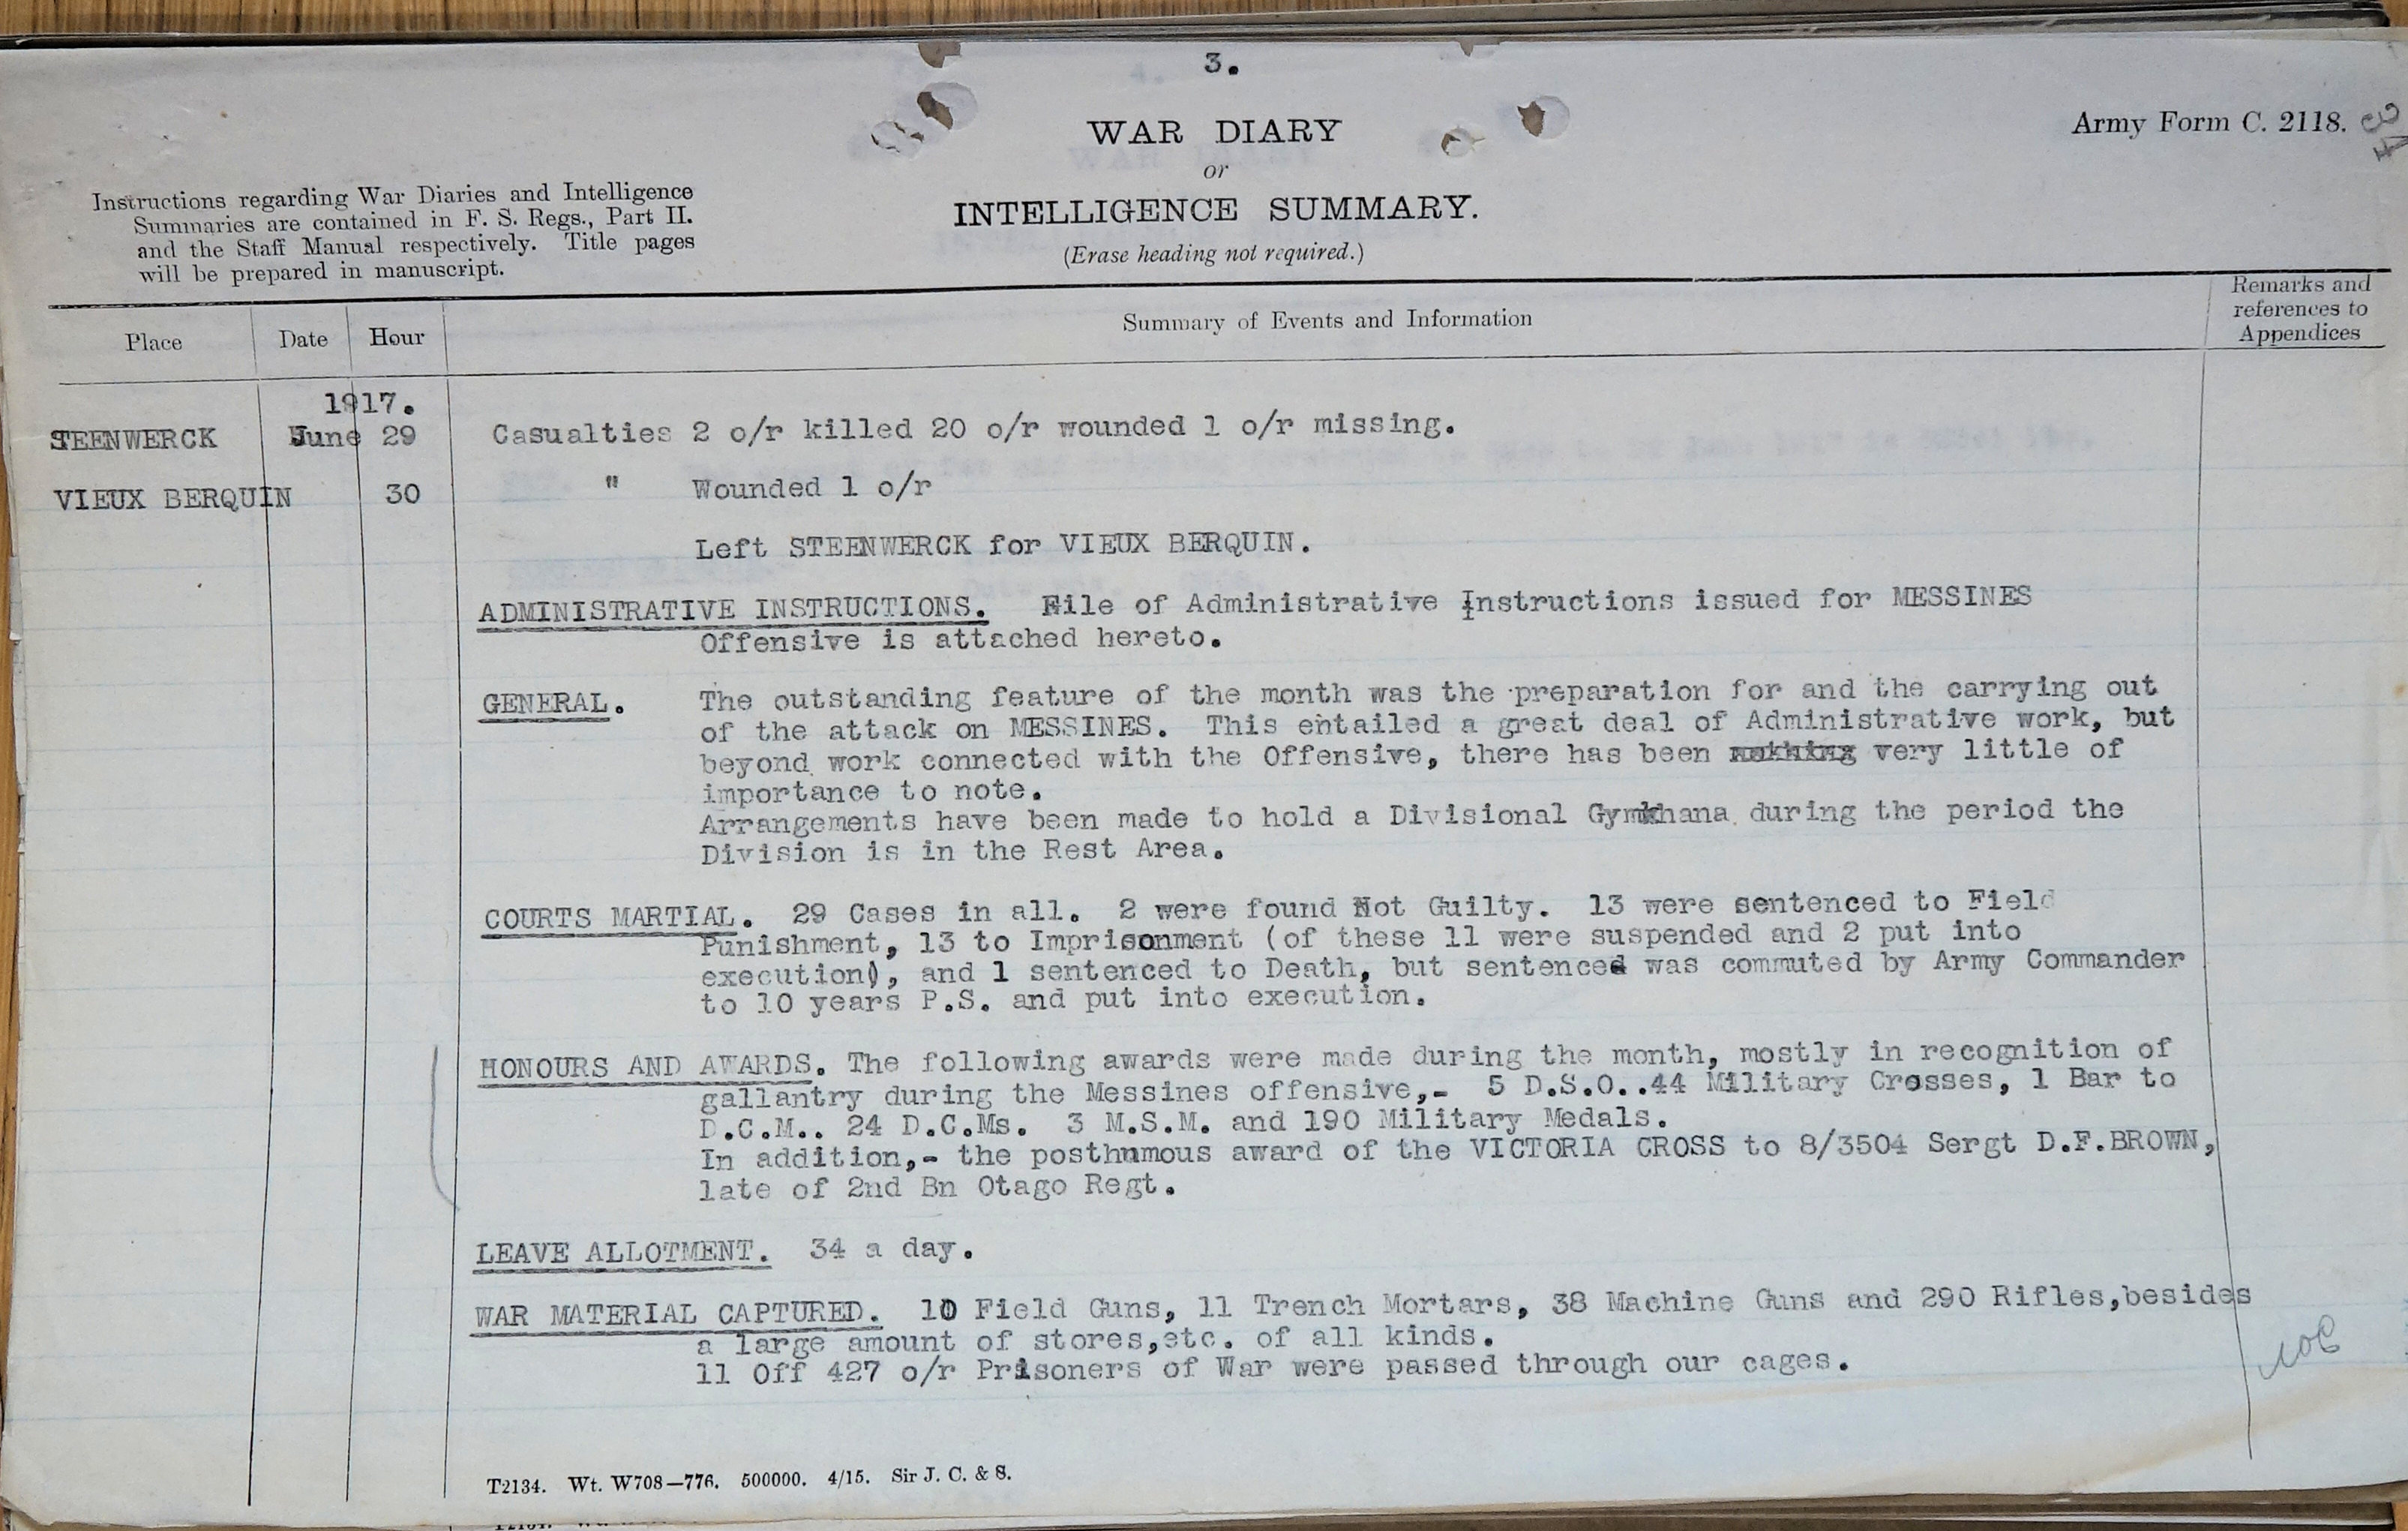 3.
WAR DIARY
or
INTELLIGENCE SUMMARY.
(Erase heading not required.)
Army Form C. 2118.
34
Instructions regarding War Diaries and Intelligence
Summaries are contained in F. S. Regs., Part II.
and the Staff Manual respectively. Title pages
will be prepared in manuscript.
Place Date Hour Summary of Events and Information Remarks and
references to
Appendices
1917.
STEENWERCK June 29 Casualties 2 o/r killed 20 o/r wounded 1 o/r missing.
VIEUX BERQUIN 30 " Wounded 1 o/r
Left STEENWERCK for VIEUX BERQUIN.
ADMINISTRATIVE INSTRUCTIONS. File of Administrative Instructions issued for MESSINES
Offensive is attached hereto.
GENERAL. The outstanding feature of the month was the preparation for and the carrying out
of the attack on MESSINES. This entailed a great deal of Administrative work, but
beyond work connected with the Offensive, there has been nothing very little of
importance to note.
Arrangements have been made to hold a Divisional Gymkhana during the period the
Division is in the Rest Area.
COURTS MARTIAL. 29 Cases in all. 2 were found Not Guilty. 13 were sentenced to Field
Punishment, 13 to Imprisonment (of these 11 were suspended and 2 put into
execution), and 1 sentenced to Death, but sentenced was commuted by Army Commander
to 10 years P.S. and put into execution.
HONOURS AND AWARDS. The following awards were made during the month, mostly in recognition of
gallantry during the Messines offensive,- 5 D.S.O..44 Military Crosses, 1 Bar to
D.C.M.. 24 D.C.Ms. 3 M.S.M. and 190 Military Medals.
In addition,- the posthumous award of the VICTORIA CROSS to 8/3504 Sergt D.F.BROWN,
late of 2nd Bn Otago Regt.
LEAVE ALLOTMENT. 34 a day.
WAR MATERIAL CAPTURED. 10 Field Guns, 11 Trench Mortars, 38 Machine Guns and 290 Rifles,besides
a large amount of stores,etc. of all kinds.
11 Off 427 o/r Prisoners of War were passed through our cages.
T2134. Wt. W708—776. 500000. 4/15. Sir J. C. & S.